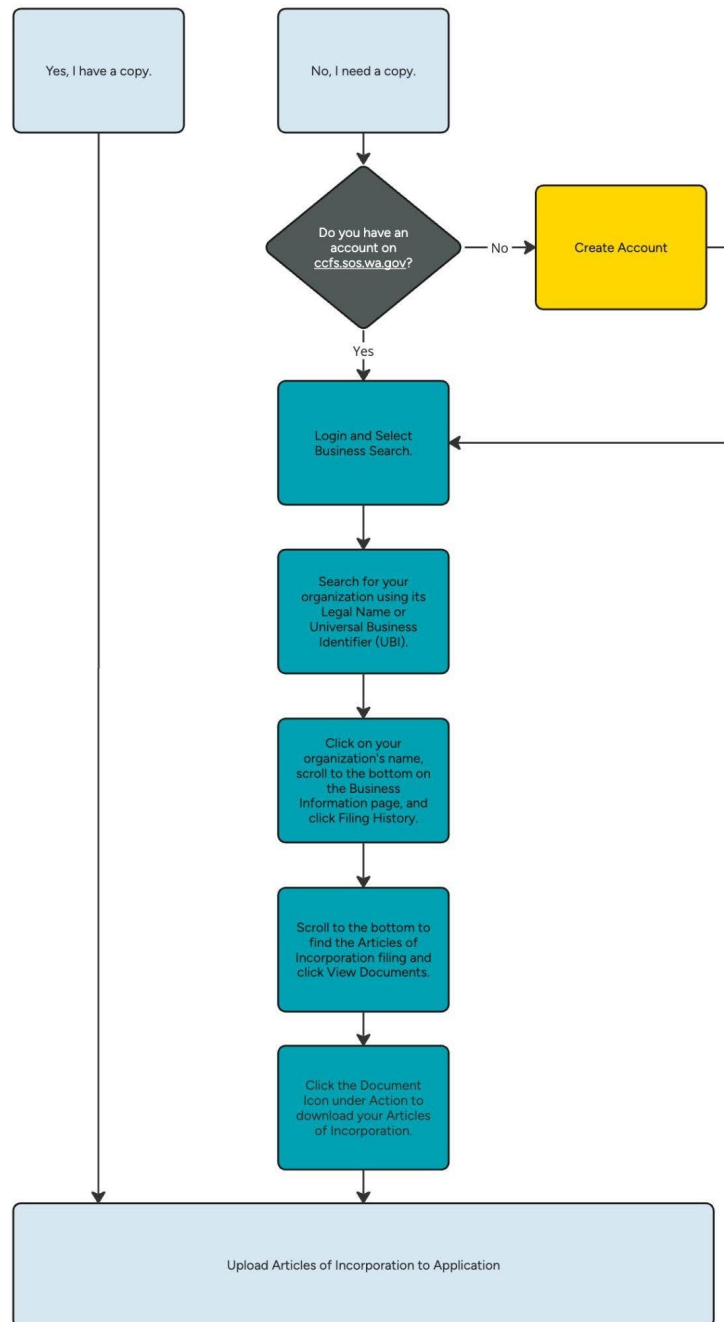 Yes, I have a copy.
No, I need a copy.
Do you have an
account on
ccfs.sos.wa.gov?
No
Create Account
Yes
Login and Select
Business Search.
Search for your
organization using its
Legal Name or
Universal Business
Identifier (UBI).
Click on your
organization's name,
scroll to the bottom on
the Business
Information page, and
click Filing History.
Scroll to the bottom to
find the Articles of
Incorporation filing and
click View Documents.
Click the Document
Icon under Action to
download your Articles
of Incorporation.
Upload Articles of Incorporation to Application